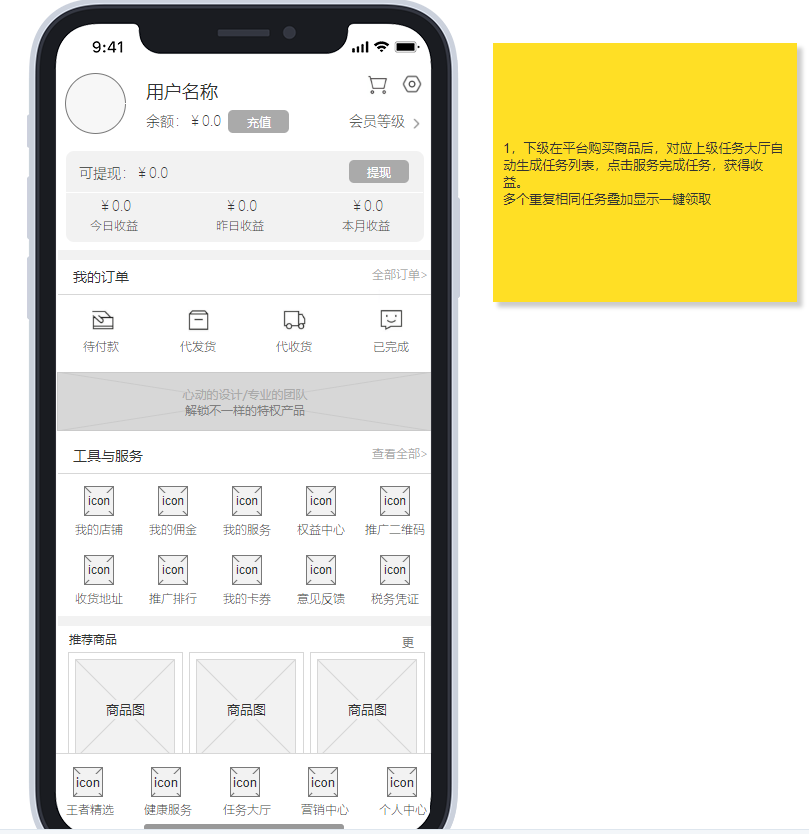 9:41
用户名称
余额：￥0.0 充值 会员等级 >
可提现：￥0.0 提现
￥0.0 ￥0.0 ￥0.0
今日收益 昨日收益 本月收益
我的订单 全部订单>
待付款 代发货 代收货 已完成
心动的设计/专业的团队
解锁不一样的特权产品
工具与服务 查看全部>
icon icon icon icon icon
我的店铺 我的佣金 我的服务 权益中心 推广二维码
icon icon icon icon icon
收货地址 推广排行 我的卡券 意见反馈 税务凭证
推荐商品 更
商品图 商品图 商品图
icon icon icon icon icon
王者精选 健康服务 任务大厅 营销中心 个人中心
1，下级在平台购买商品后，对应上级任务大厅自
动生成任务列表，点击服务完成任务，获得收
益。
多个重复相同任务叠加显示一键领取